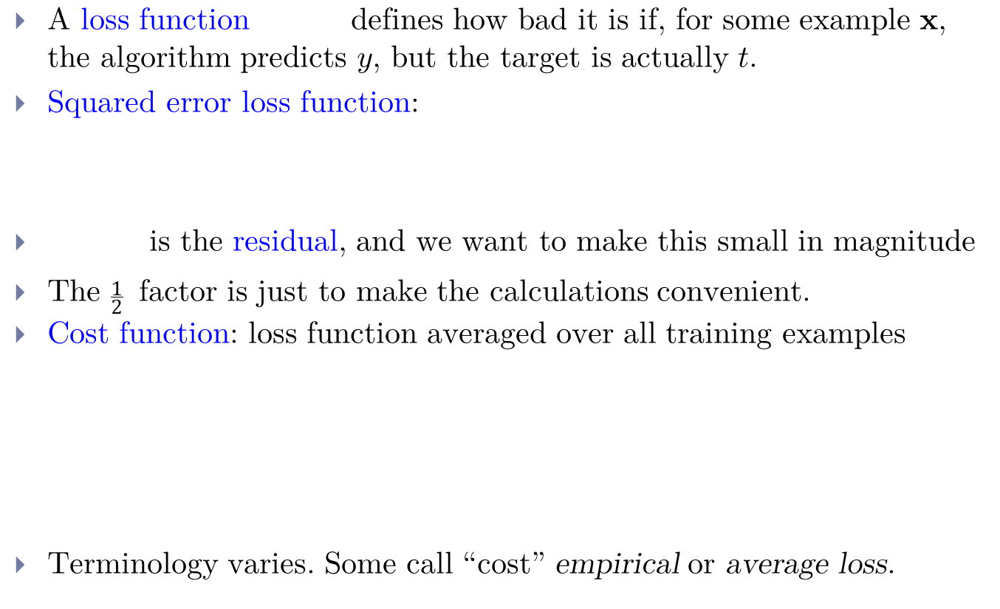 A loss function defines how bad it is if, for some example x,
the algorithm predicts y, but the target is actually t.
Squared error loss function:
is the residual, and we want to make this small in magnitude
The 1/2 factor is just to make the calculations convenient.
Cost function: loss function averaged over all training examples
Terminology varies. Some call “cost” empirical or average loss.